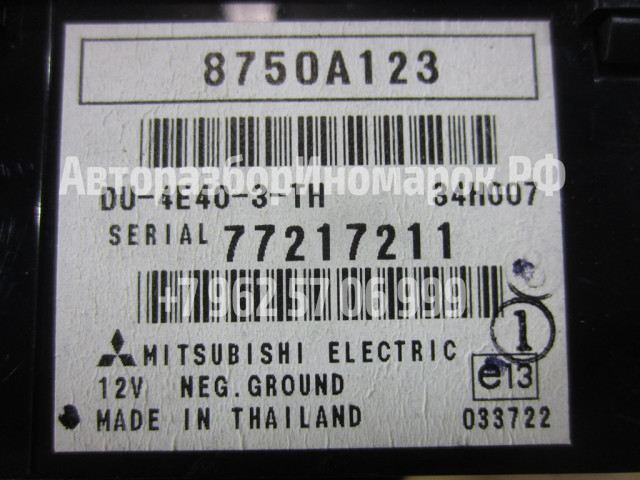 8750A123
АвторазборИномарок.РФ
DU-4E40-3-TH 34H007
SERIAL 77217211
+7 962 57 06 999
1
MITSUBISHI ELECTRIC
e13
12V NEG.GROUND
MADE IN THAILAND 033722